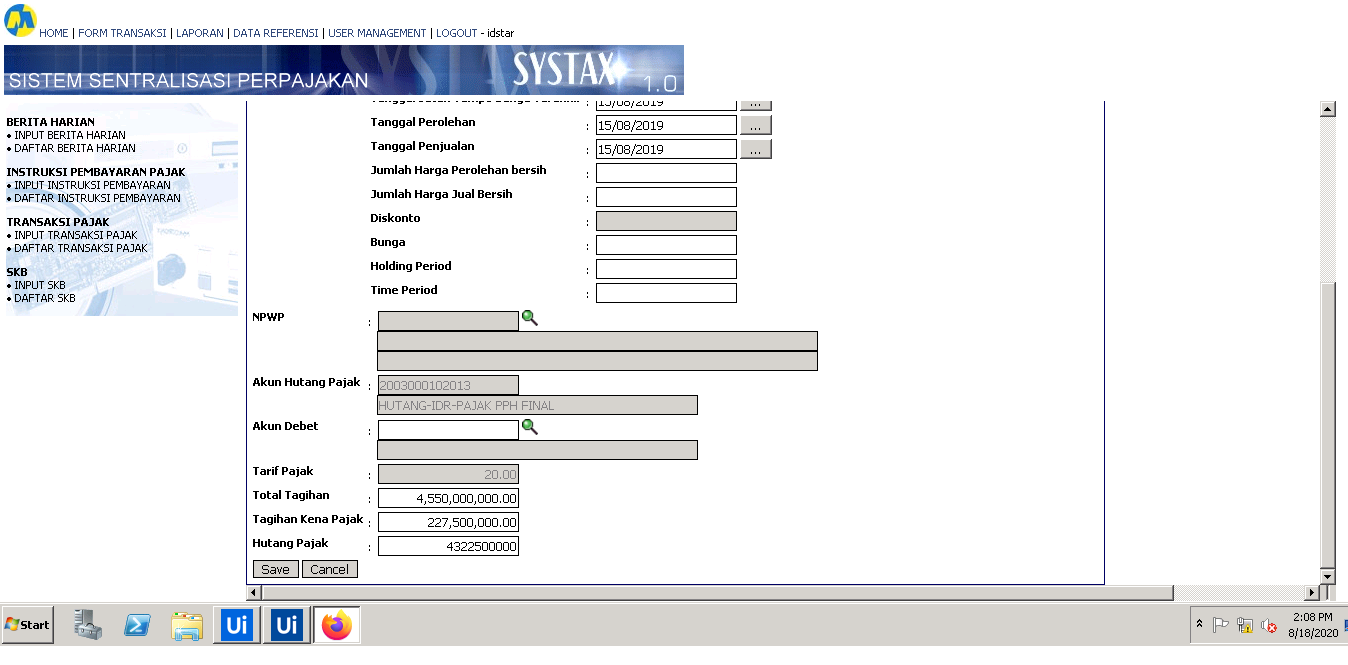 HOME | FORM TRANSAKSI | LAPORAN | DATA REFERENSI | USER MANAGEMENT | LOGOUT - idstar
SISTEM SENTRALISASI PERPAJAKAN SYSTAX 1.0
BERITA HARIAN
• INPUT BERITA HARIAN
• DAFTAR BERITA HARIAN
INSTRUKSI PEMBAYARAN PAJAK
• INPUT INSTRUKSI PEMBAYARAN
• DAFTAR INSTRUKSI PEMBAYARAN
TRANSAKSI PAJAK
• INPUT TRANSAKSI PAJAK
• DAFTAR TRANSAKSI PAJAK
SKB
• INPUT SKB
• DAFTAR SKB
: 15/08/2019 ...
Tanggal Perolehan : 15/08/2019 ...
Tanggal Penjualan : 15/08/2019 ...
Jumlah Harga Perolehan bersih :
Jumlah Harga Jual Bersih :
Diskonto :
Bunga :
Holding Period :
Time Period :
NPWP :
Akun Hutang Pajak : 2003000102013
HUTANG-IDR-PAJAK PPH FINAL
Akun Debet :
Tarif Pajak : 20.00
Total Tagihan : 4,550,000,000.00
Tagihan Kena Pajak : 227,500,000.00
Hutang Pajak : 4322500000
Save Cancel
Start Ui Ui 2:08 PM
8/18/2020